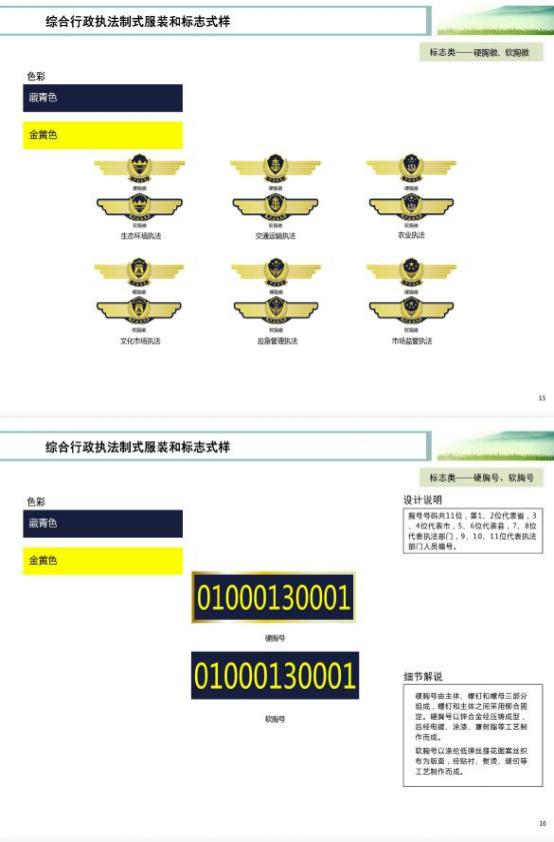 综合行政执法制式服装和标志式样
标志类——硬胸徽、软胸徽
色彩
藏青色
金黄色
硬胸徽
硬胸徽
硬胸徽
软胸徽
软胸徽
软胸徽
生态环境执法
交通运输执法
农业执法
硬胸徽
硬胸徽
硬胸徽
软胸徽
软胸徽
软胸徽
文化市场执法
应急管理执法
市场监管执法
15
综合行政执法制式服装和标志式样
标志类——硬胸号、软胸号
色彩
藏青色
金黄色
设计说明
胸号号码共11位，第1、2位代表省，3
、4位代表市，5、6位代表县，7、8位
代表执法部门，9、10、11位代表执法
部门人员编号。
01000130001
硬胸号
01000130001
软胸号
细节解说
硬胸号由主体、螺钉和螺母三部分
组成，螺钉和主体之间采用铆合固
定。硬胸号以锌合金经压铸成型，
后经电镀、涂漆、罩树脂等工艺制
作而成。
软胸号以涤纶低弹丝提花图案丝织
布为版面，经贴衬、熨烫、缝纫等
工艺制作而成。
16